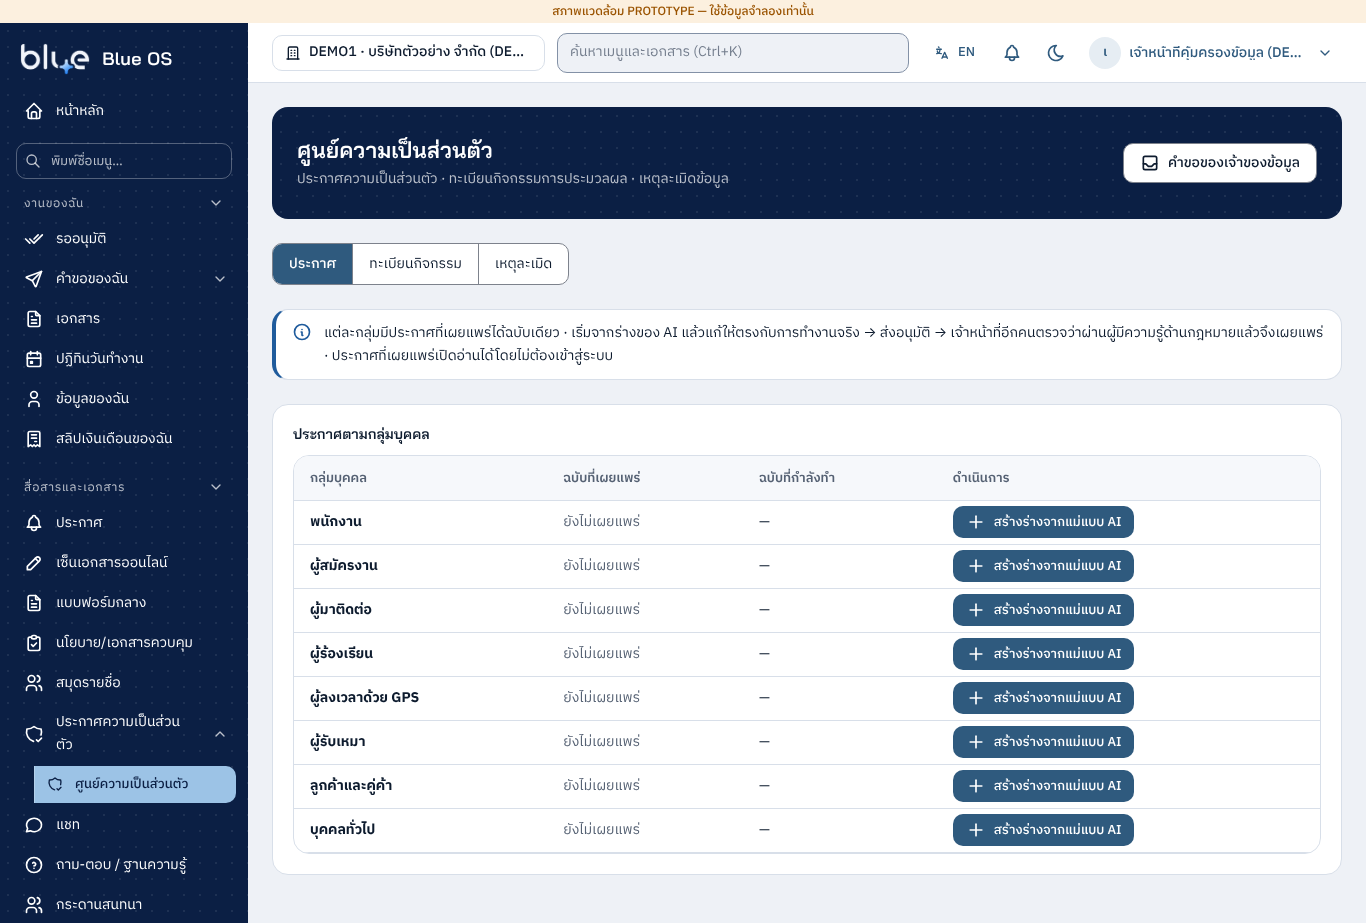 สภาพแวดล้อม PROTOTYPE — ใช้ข้อมูลจำลองเท่านั้น
blue Blue OS
DEMO1 · บริษัทตัวอย่าง จำกัด (DE...
ค้นหาเมนูและเอกสาร (Ctrl+K)
EN
เ
เจ้าหน้าที่คุ้มครองข้อมูล (DE...
หน้าหลัก
พิมพ์ชื่อเมนู...
งานของฉัน
รออนุมัติ
คำขอของฉัน
เอกสาร
ปฏิทินวันทำงาน
ข้อมูลของฉัน
สลิปเงินเดือนของฉัน
สื่อสารและเอกสาร
ประกาศ
เซ็นเอกสารออนไลน์
แบบฟอร์มกลาง
นโยบาย/เอกสารควบคุม
สมุดรายชื่อ
ประกาศความเป็นส่วน
ตัว
ศูนย์ความเป็นส่วนตัว
แชท
ถาม-ตอบ / ฐานความรู้
กระดานสนทนา
ศูนย์ความเป็นส่วนตัว
ประกาศความเป็นส่วนตัว · ทะเบียนกิจกรรมการประมวลผล · เหตุละเมิดข้อมูล
คำขอของเจ้าของข้อมูล
ประกาศ
ทะเบียนกิจกรรม
เหตุละเมิด
แต่ละกลุ่มมีประกาศที่เผยแพร่ได้ฉบับเดียว · เริ่มจากร่างของ AI แล้วแก้ให้ตรงกับการทำงานจริง → ส่งอนุมัติ → เจ้าหน้าที่อีกคนตรวจว่าผ่านผู้มีความรู้ด้านกฎหมายแล้วจึงเผยแพร่
· ประกาศที่เผยแพร่เปิดอ่านได้โดยไม่ต้องเข้าสู่ระบบ
ประกาศตามกลุ่มบุคคล
กลุ่มบุคคล ฉบับที่เผยแพร่ ฉบับที่กำลังทำ ดำเนินการ
พนักงาน ยังไม่เผยแพร่ — สร้างร่างจากแม่แบบ AI
ผู้สมัครงาน ยังไม่เผยแพร่ — สร้างร่างจากแม่แบบ AI
ผู้มาติดต่อ ยังไม่เผยแพร่ — สร้างร่างจากแม่แบบ AI
ผู้ร้องเรียน ยังไม่เผยแพร่ — สร้างร่างจากแม่แบบ AI
ผู้ลงเวลาด้วย GPS ยังไม่เผยแพร่ — สร้างร่างจากแม่แบบ AI
ผู้รับเหมา ยังไม่เผยแพร่ — สร้างร่างจากแม่แบบ AI
ลูกค้าและคู่ค้า ยังไม่เผยแพร่ — สร้างร่างจากแม่แบบ AI
บุคคลทั่วไป ยังไม่เผยแพร่ — สร้างร่างจากแม่แบบ AI